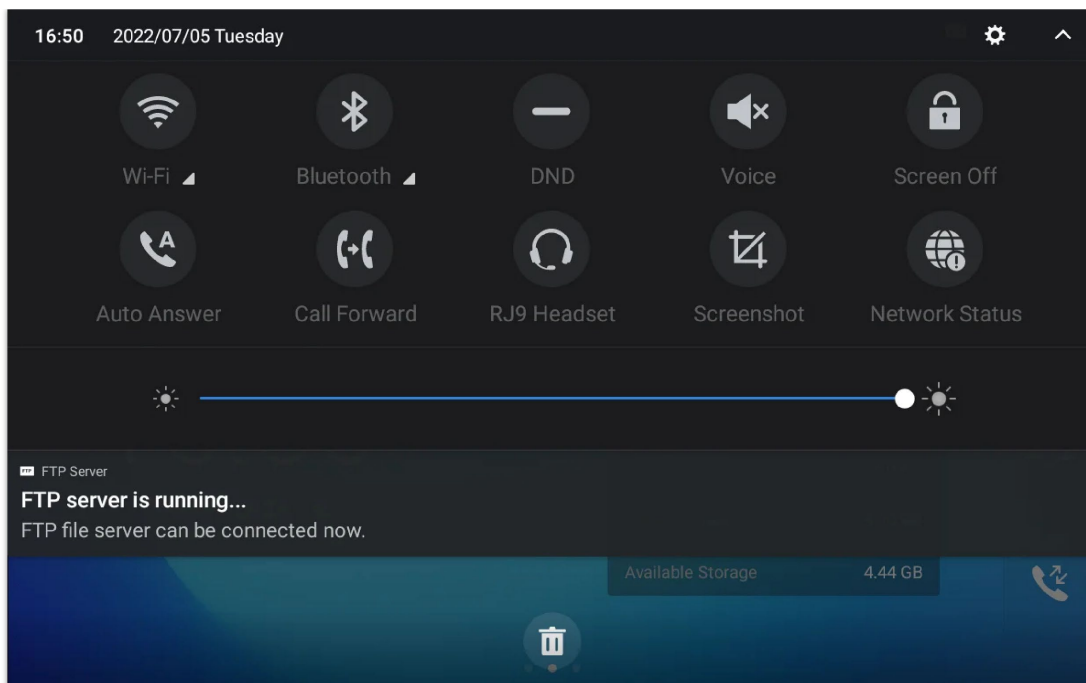 16:50 2022/07/05 Tuesday
Wi-Fi Bluetooth DND Voice Screen Off
A
Auto Answer Call Forward RJ9 Headset Screenshot Network Status
FTP FTP Server
FTP server is running...
FTP file server can be connected now.
Available Storage 4.44 GB